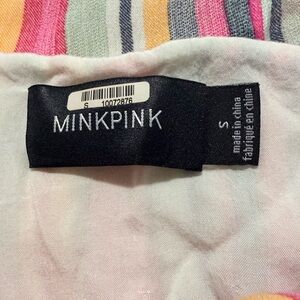 S 10072876
MINKPINK
S
made in china
fabriqué en chine